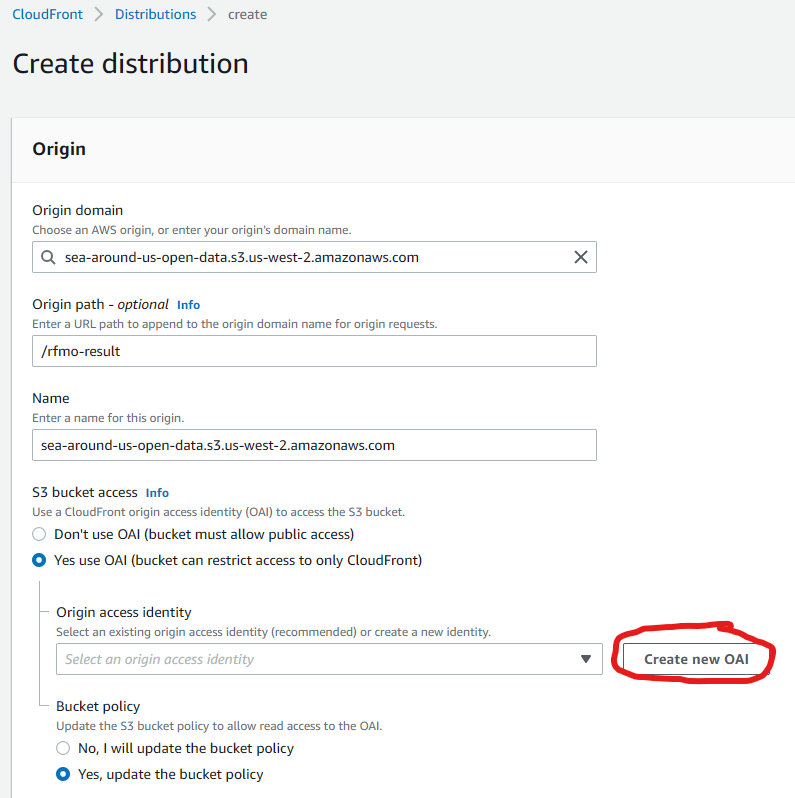 CloudFront > Distributions > create
Create distribution
Origin
Origin domain
Choose an AWS origin, or enter your origin's domain name.
sea-around-us-open-data.s3.us-west-2.amazonaws.com
Origin path - optional Info
Enter a URL path to append to the origin domain name for origin requests.
/rfmo-result
Name
Enter a name for this origin.
sea-around-us-open-data.s3.us-west-2.amazonaws.com
S3 bucket access Info
Use a CloudFront origin access identity (OAI) to access the S3 bucket.
Don't use OAI (bucket must allow public access)
Yes use OAI (bucket can restrict access to only CloudFront)
Origin access identity
Select an existing origin access identity (recommended) or create a new identity.
Select an origin access identity
Create new OAI
Bucket policy
Update the S3 bucket policy to allow read access to the OAI.
No, I will update the bucket policy
Yes, update the bucket policy